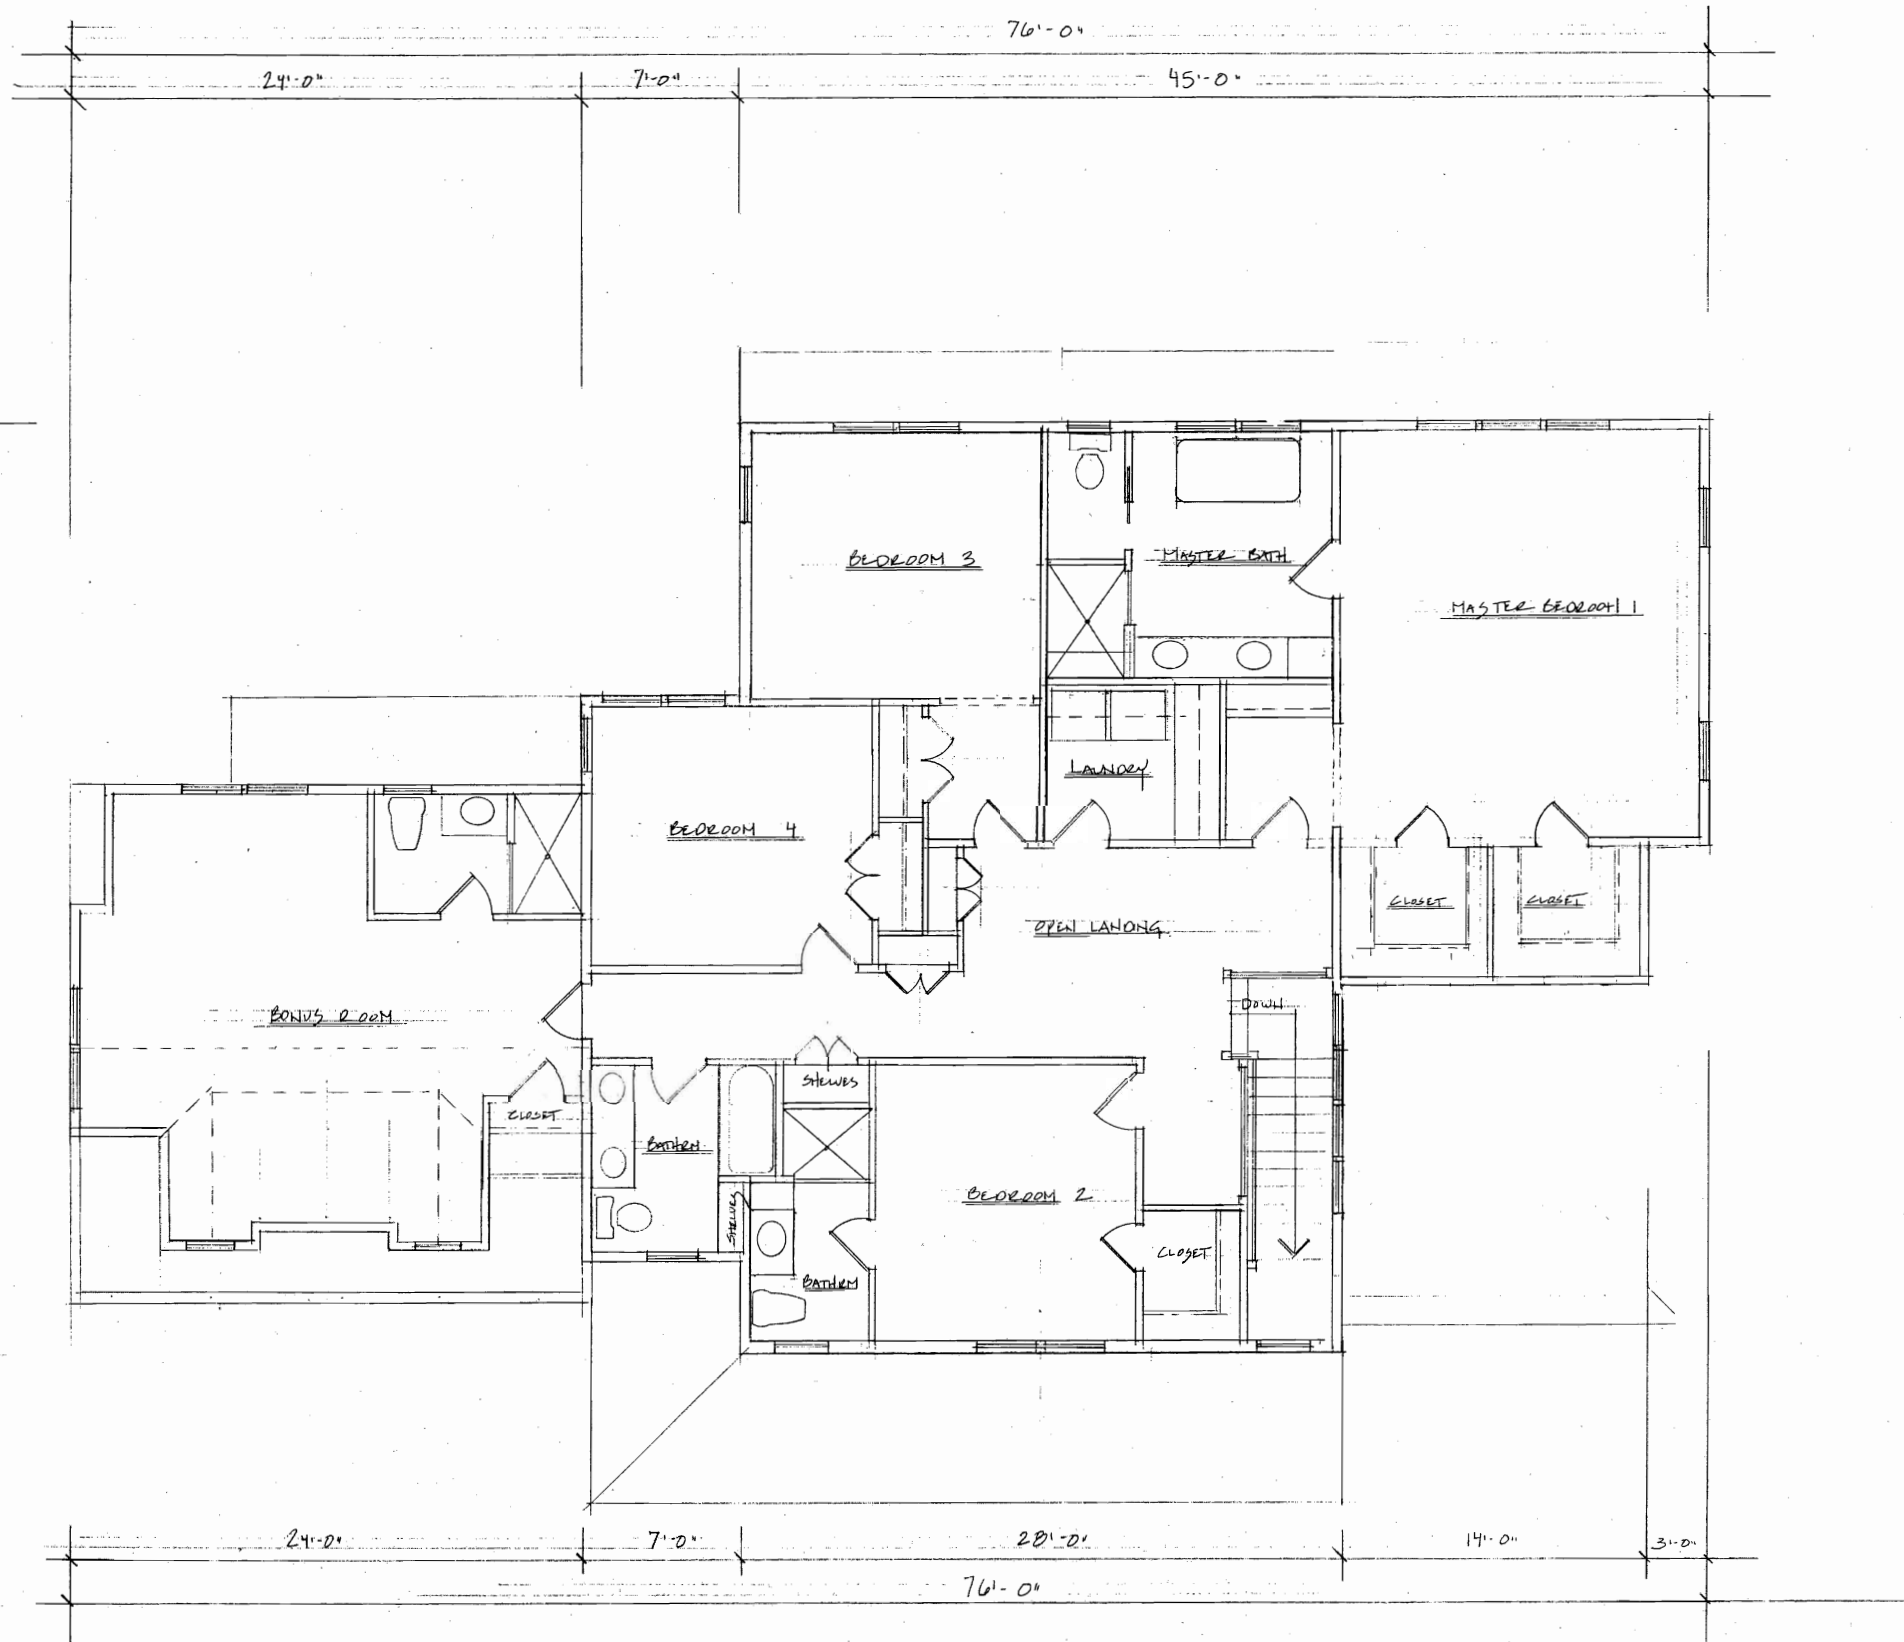 76'-0"
24'-0" 7'-0" 45'-0"
BEDROOM 3
MASTER BATH
MASTER BEDROOM 1
LAUNDRY
BEDROOM 4
CLOSET CLOSET
OPEN LANDING
DOWN
BONUS ROOM
SHELVES
CLOSET
BATHRM
BEDROOM 2
SHELVES
CLOSET
BATHRM
24'-0" 7'-0" 28'-0" 14'-0" 3'-0"
76'-0"